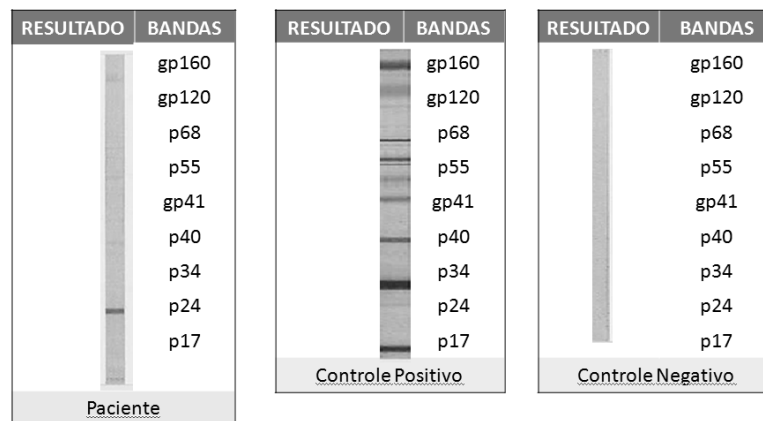 RESULTADO BANDAS
gp160
gp120
p68
p55
gp41
p40
p34
p24
p17
Paciente
RESULTADO BANDAS
gp160
gp120
p68
p55
gp41
p40
p34
p24
p17
Controle Positivo
RESULTADO BANDAS
gp160
gp120
p68
p55
gp41
p40
p34
p24
p17
Controle Negativo